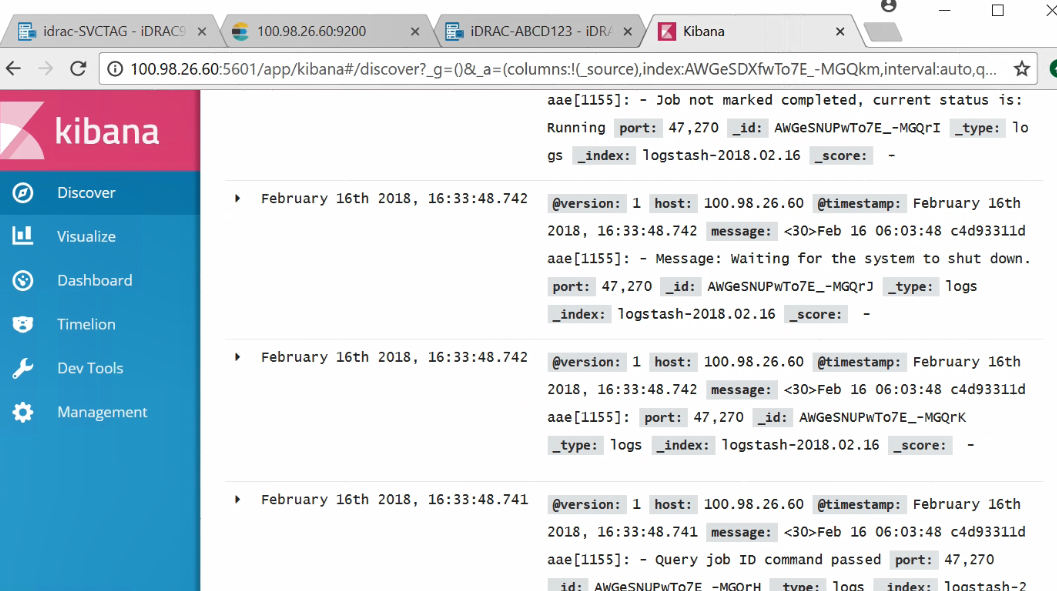 idrac-SVCTAG - iDRAC9
100.98.26.60:9200
iDRAC-ABCD123 - iDRA
Kibana
100.98.26.60:5601/app/kibana#/discover?_g=()&_a=(columns:!(_source),index:AWGeSDXfwTo7E_-MGQkm,interval:auto,q...
kibana
Discover
Visualize
Dashboard
Timelion
Dev Tools
Management
aae[1155]: - Job not marked completed, current status is:
Running port: 47,270 _id: AWGeSNUPwTo7E_-MGQrI _type: lo
gs _index: logstash-2018.02.16 _score: -
February 16th 2018, 16:33:48.742
@version: 1 host: 100.98.26.60 @timestamp: February 16th
2018, 16:33:48.742 message: <30>Feb 16 06:03:48 c4d93311d
aae[1155]: - Message: Waiting for the system to shut down.
port: 47,270 _id: AWGeSNUPwTo7E_-MGQrJ _type: logs
_index: logstash-2018.02.16 _score: -
February 16th 2018, 16:33:48.742
@version: 1 host: 100.98.26.60 @timestamp: February 16th
2018, 16:33:48.742 message: <30>Feb 16 06:03:48 c4d93311d
aae[1155]: port: 47,270 _id: AWGeSNUPwTo7E_-MGQrK
_type: logs _index: logstash-2018.02.16 _score: -
February 16th 2018, 16:33:48.741
@version: 1 host: 100.98.26.60 @timestamp: February 16th
2018, 16:33:48.741 message: <30>Feb 16 06:03:48 c4d93311d
aae[1155]: - Query job ID command passed port: 47,270
_id: AWGeSNUPwTo7E_-MGQrH _type: logs _index: logstash-2